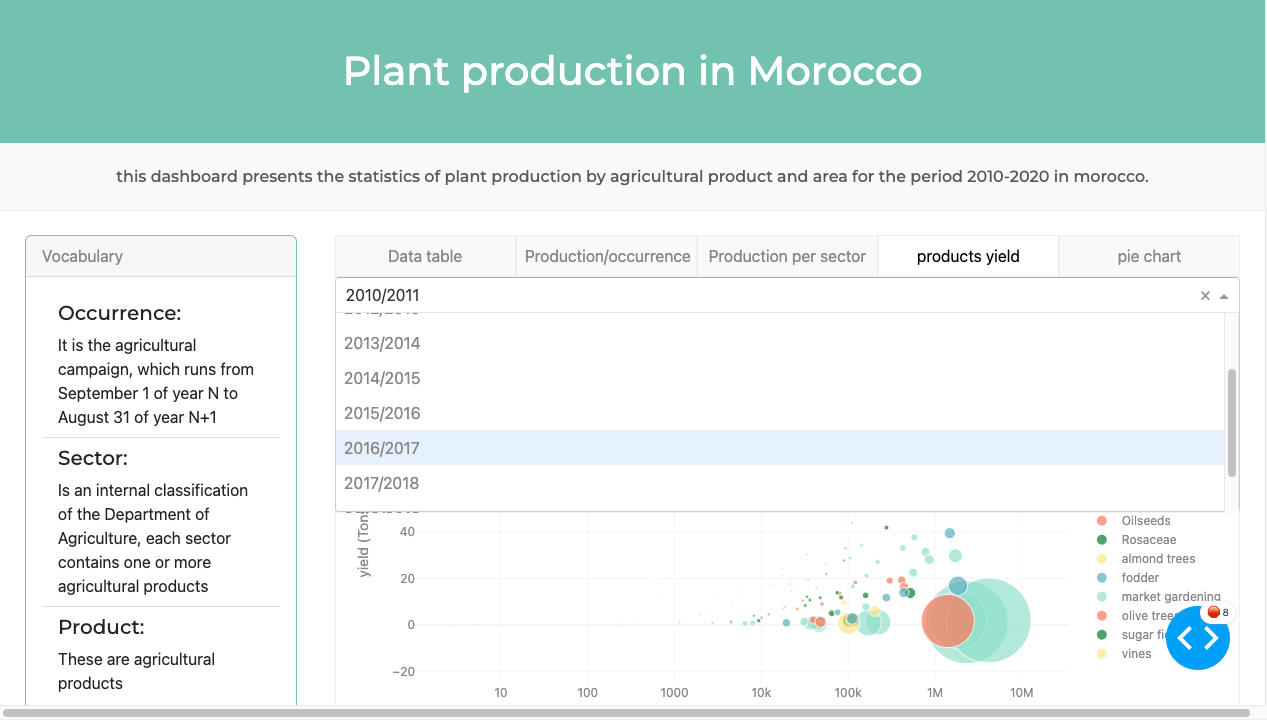 Plant production in Morocco
this dashboard presents the statistics of plant production by agricultural product and area for the period 2010-2020 in morocco.
Vocabulary
Occurrence:
It is the agricultural
campaign, which runs from
September 1 of year N to
August 31 of year N+1
Sector:
Is an internal classification
of the Department of
Agriculture, each sector
contains one or more
agricultural products
Product:
These are agricultural
products
Data table
Production/occurrence
Production per sector
products yield
pie chart
2010/2011
×
2013/2014
2014/2015
2015/2016
2016/2017
2017/2018
yield (Ton
40
20
0
−20
10
100
1000
10k
100k
1M
10M
Oilseeds
Rosaceae
almond trees
fodder
market gardening
olive trees
sugar fi
vines
8